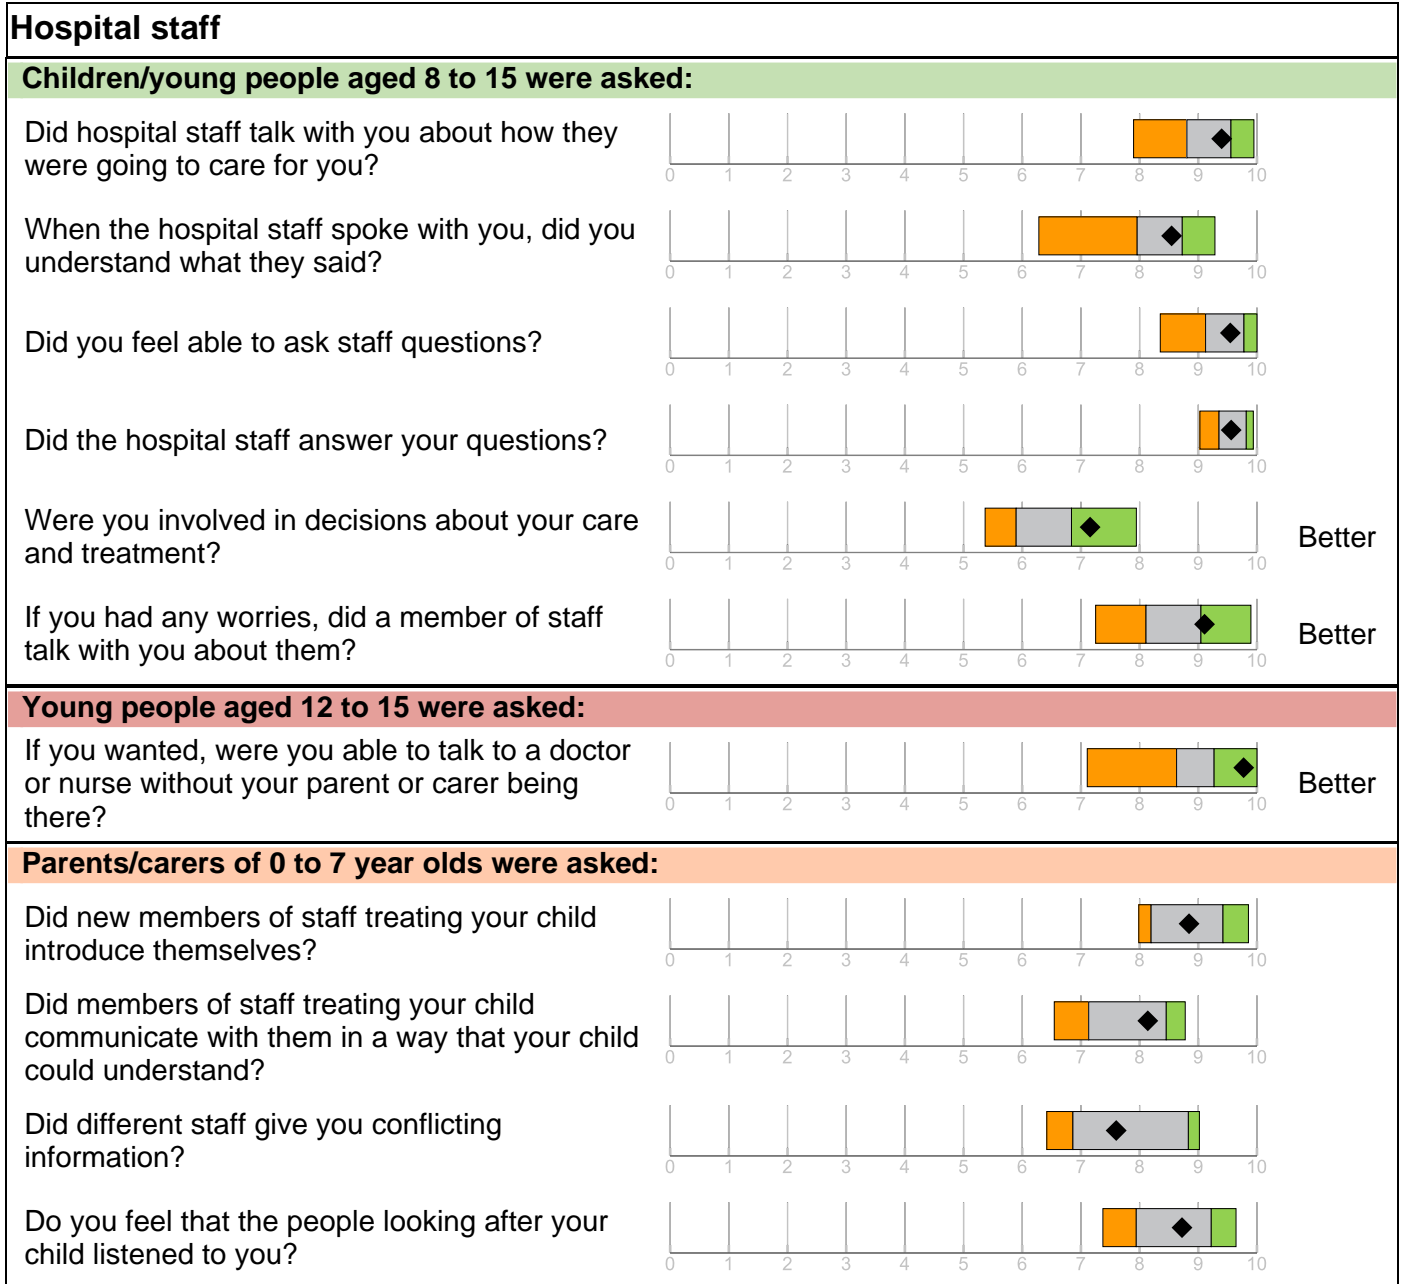 Hospital staff
Children/young people aged 8 to 15 were asked:
Did hospital staff talk with you about how they
were going to care for you?
0 1 2 3 4 5 6 7 8 9 10
When the hospital staff spoke with you, did you
understand what they said?
0 1 2 3 4 5 6 7 8 9 10
Did you feel able to ask staff questions?
0 1 2 3 4 5 6 7 8 9 10
Did the hospital staff answer your questions?
0 1 2 3 4 5 6 7 8 9 10
Were you involved in decisions about your care
and treatment?
Better
0 1 2 3 4 5 6 7 8 9 10
If you had any worries, did a member of staff
talk with you about them?
Better
0 1 2 3 4 5 6 7 8 9 10
Young people aged 12 to 15 were asked:
If you wanted, were you able to talk to a doctor
or nurse without your parent or carer being
there?
Better
0 1 2 3 4 5 6 7 8 9 10
Parents/carers of 0 to 7 year olds were asked:
Did new members of staff treating your child
introduce themselves?
0 1 2 3 4 5 6 7 8 9 10
Did members of staff treating your child
communicate with them in a way that your child
could understand?
0 1 2 3 4 5 6 7 8 9 10
Did different staff give you conflicting
information?
0 1 2 3 4 5 6 7 8 9 10
Do you feel that the people looking after your
child listened to you?
0 1 2 3 4 5 6 7 8 9 10